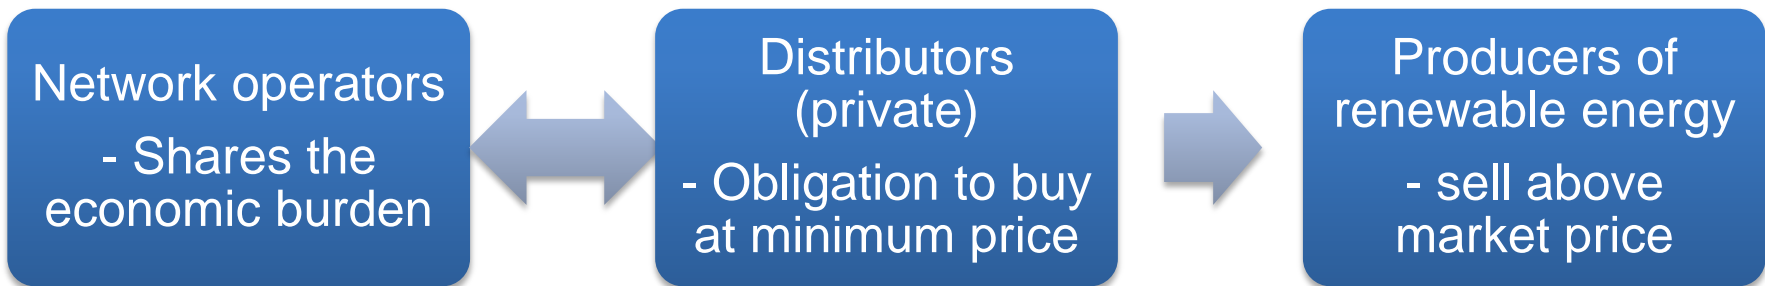 Network operators
- Shares the
economic burden
Distributors
(private)
- Obligation to buy
at minimum price
Producers of
renewable energy
- sell above
market price